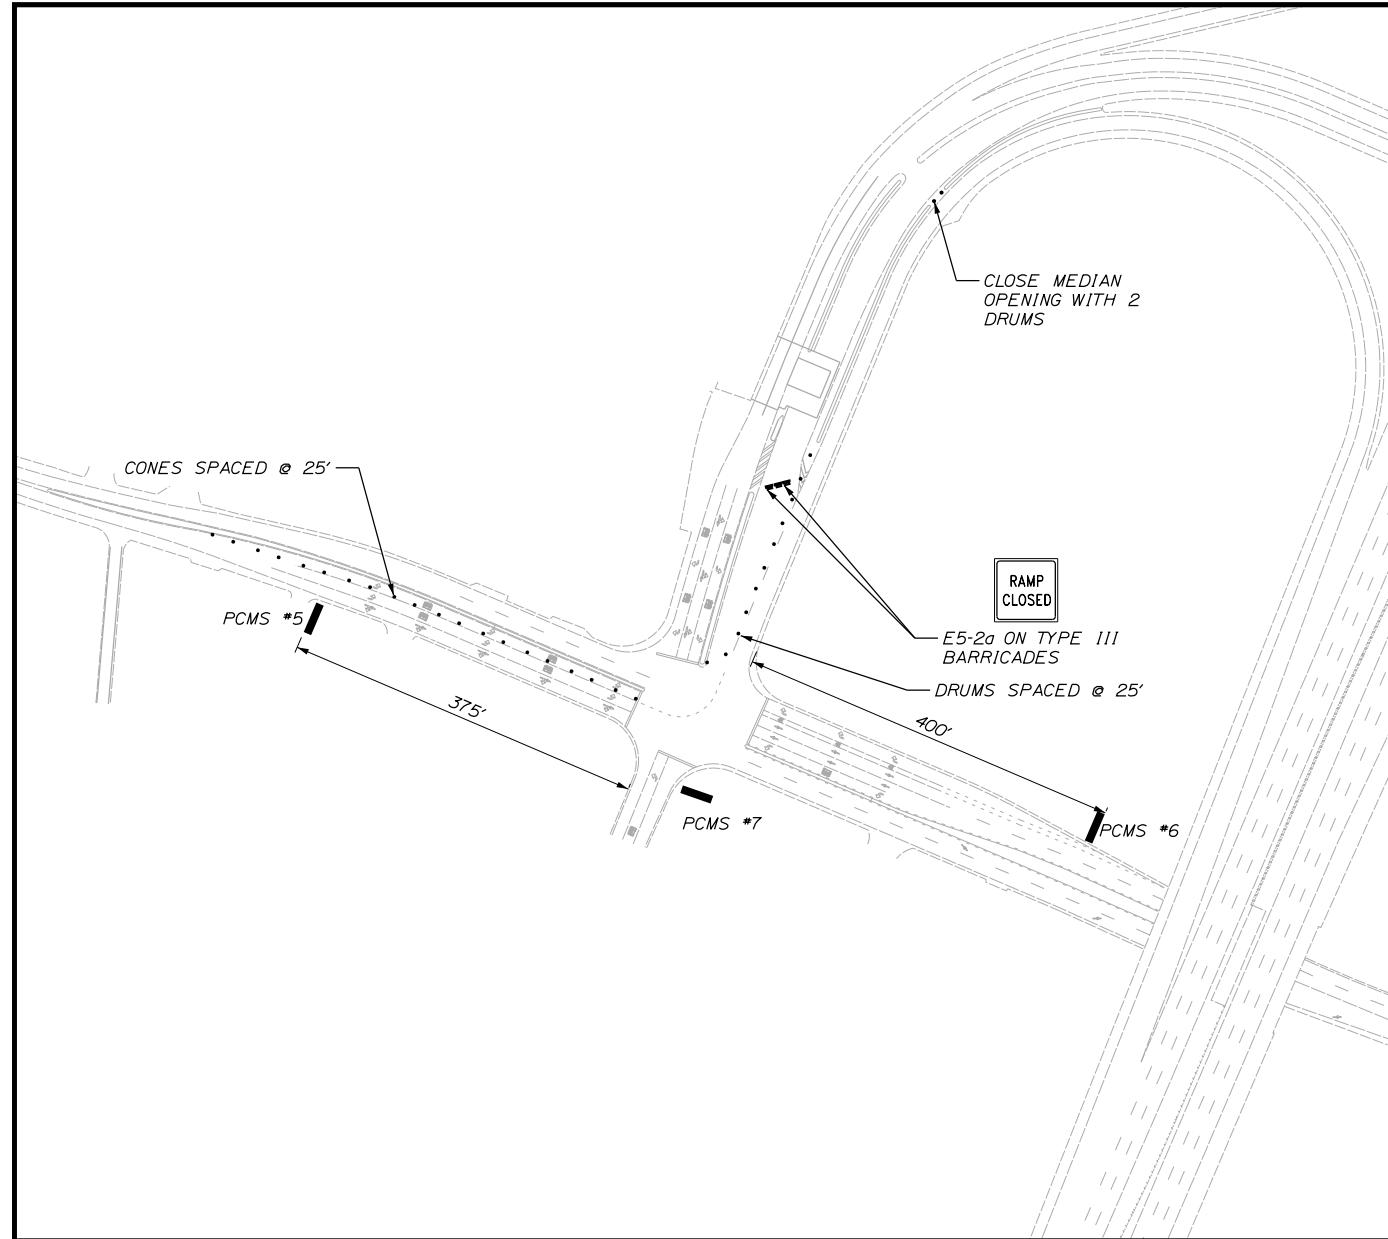 CLOSE MEDIAN
OPENING WITH 2
DRUMS
CONES SPACED @ 25'
RAMP
CLOSED
PCMS #5
E5-2a ON TYPE III
BARRICADES
DRUMS SPACED @ 25'
375'
400'
PCMS #7
PCMS #6